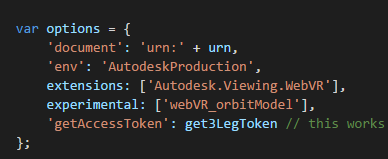 var options = {
'document': 'urn:' + urn,
'env': 'AutodeskProduction',
extensions: ['Autodesk.Viewing.WebVR'],
experimental: ['webVR_orbitModel'],
'getAccessToken': get3LegToken // this works
};